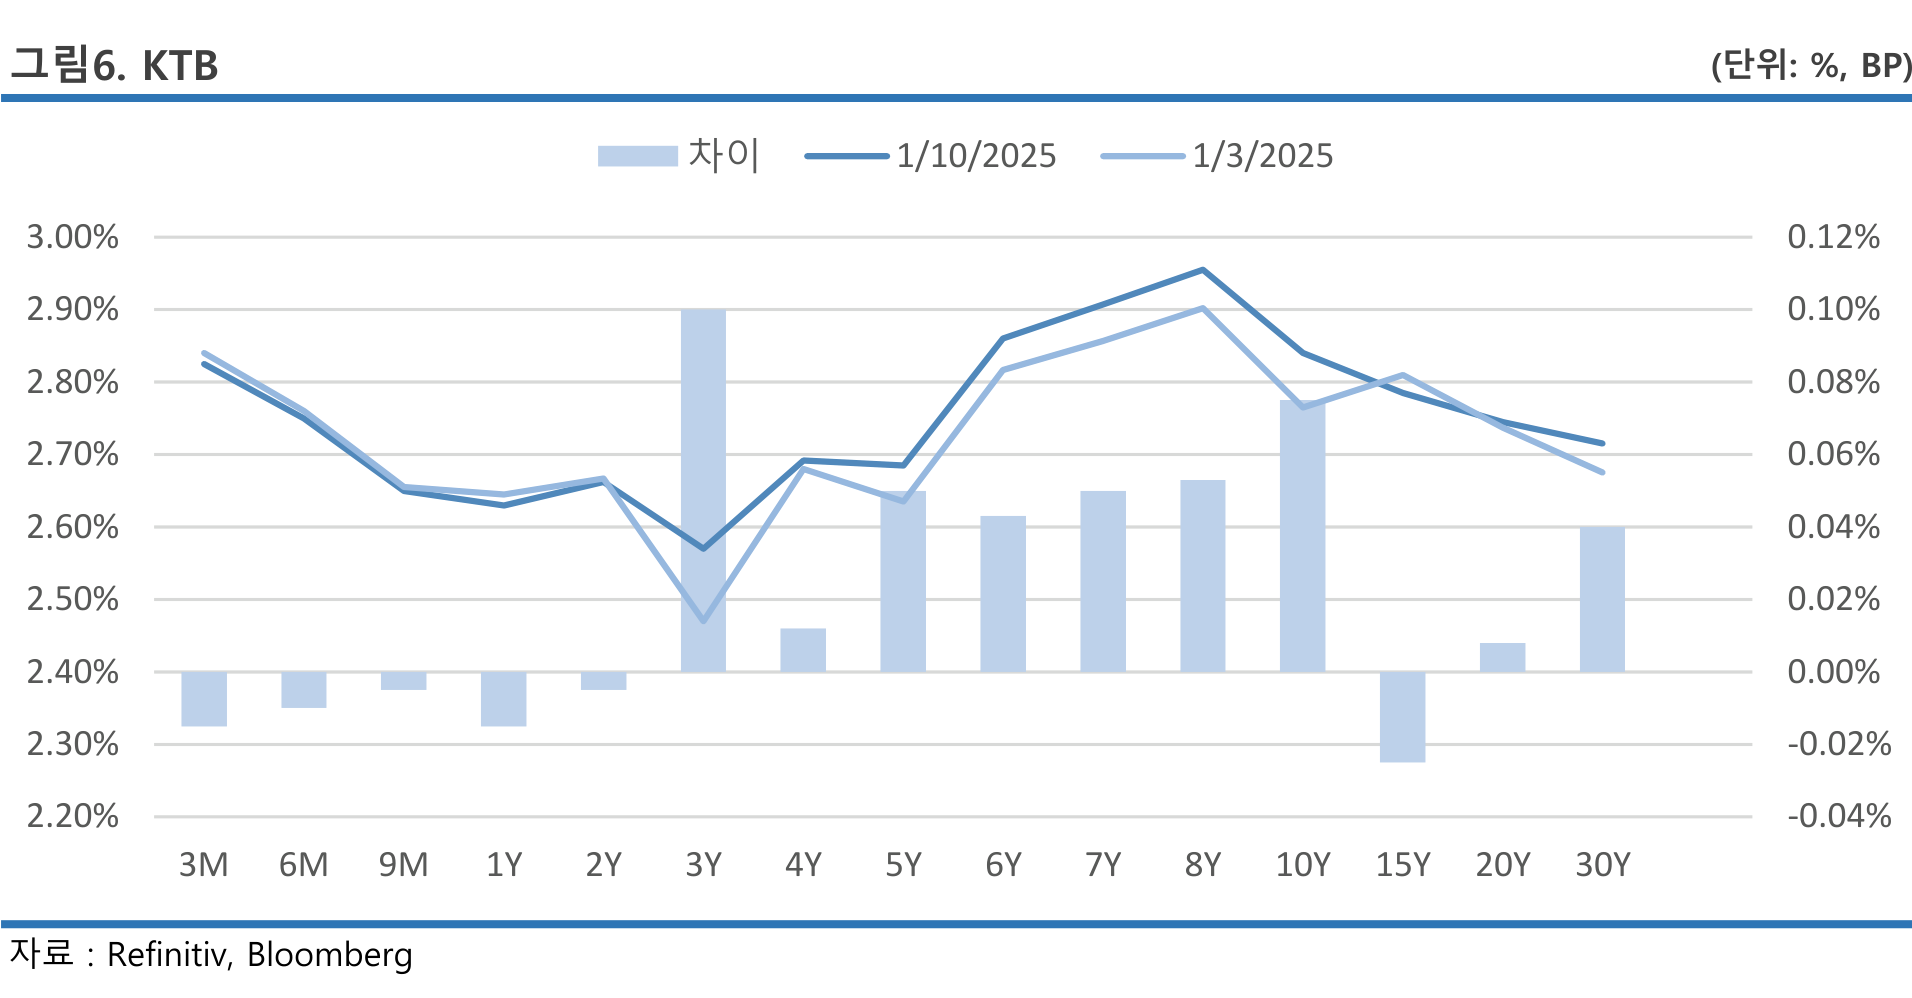 그림6. KTB (단위: %, BP)
차이 1/10/2025 1/3/2025
3.00% 0.12%
2.90% 0.10%
2.80% 0.08%
2.70% 0.06%
2.60% 0.04%
2.50% 0.02%
2.40% 0.00%
2.30% -0.02%
2.20% -0.04%
3M 6M 9M 1Y 2Y 3Y 4Y 5Y 6Y 7Y 8Y 10Y 15Y 20Y 30Y
자료 : Refinitiv, Bloomberg